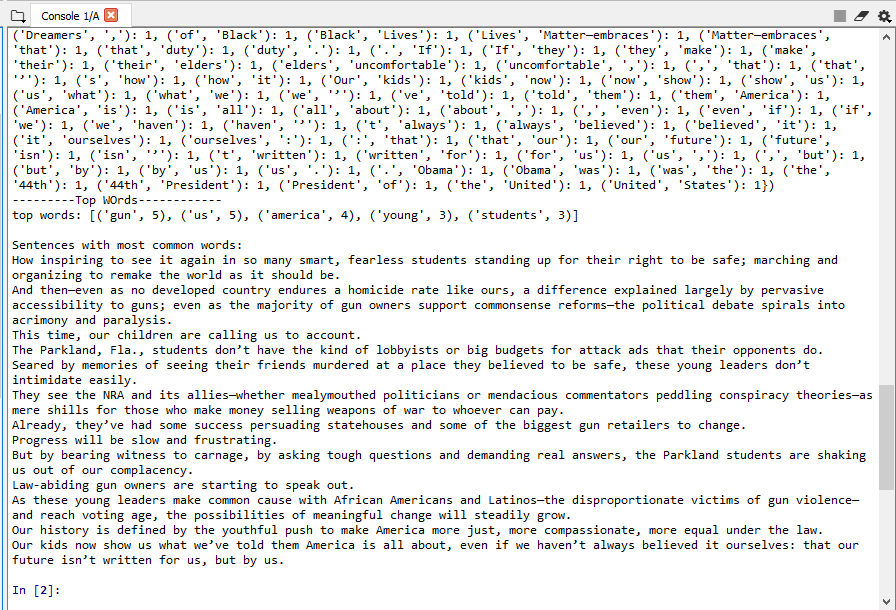 Console 1/A
('Dreamers', ','): 1, ('of', 'Black'): 1, ('Black', 'Lives'): 1, ('Lives', 'Matter—embraces'): 1, ('Matter—embraces',
'that'): 1, ('that', 'duty'): 1, ('duty', '.'): 1, ('.', 'If'): 1, ('If', 'they'): 1, ('they', 'make'): 1, ('make',
'their'): 1, ('their', 'elders'): 1, ('elders', 'uncomfortable'): 1, ('uncomfortable', ','): 1, (',', 'that'): 1, ('that',
'’'): 1, ('s', 'how'): 1, ('how', 'it'): 1, ('Our', 'kids'): 1, ('kids', 'now'): 1, ('now', 'show'): 1, ('show', 'us'): 1,
('us', 'what'): 1, ('what', 'we'): 1, ('we', '’'): 1, ('ve', 'told'): 1, ('told', 'them'): 1, ('them', 'America'): 1,
('America', 'is'): 1, ('is', 'all'): 1, ('all', 'about'): 1, ('about', ','): 1, (',', 'even'): 1, ('even', 'if'): 1, ('if',
'we'): 1, ('we', 'haven'): 1, ('haven', '’'): 1, ('t', 'always'): 1, ('always', 'believed'): 1, ('believed', 'it'): 1,
('it', 'ourselves'): 1, ('ourselves', ':'): 1, (':', 'that'): 1, ('that', 'our'): 1, ('our', 'future'): 1, ('future',
'isn'): 1, ('isn', '’'): 1, ('t', 'written'): 1, ('written', 'for'): 1, ('for', 'us'): 1, ('us', ','): 1, (',', 'but'): 1,
('but', 'by'): 1, ('by', 'us'): 1, ('us', '.'): 1, ('.', 'Obama'): 1, ('Obama', 'was'): 1, ('was', 'the'): 1, ('the',
'44th'): 1, ('44th', 'President'): 1, ('President', 'of'): 1, ('the', 'United'): 1, ('United', 'States'): 1})
---------Top WOrds------------
top words: [('gun', 5), ('us', 5), ('america', 4), ('young', 3), ('students', 3)]
Sentences with most common words:
How inspiring to see it again in so many smart, fearless students standing up for their right to be safe; marching and
organizing to remake the world as it should be.
And then—even as no developed country endures a homicide rate like ours, a difference explained largely by pervasive
accessibility to guns; even as the majority of gun owners support commonsense reforms—the political debate spirals into
acrimony and paralysis.
This time, our children are calling us to account.
The Parkland, Fla., students don’t have the kind of lobbyists or big budgets for attack ads that their opponents do.
Seared by memories of seeing their friends murdered at a place they believed to be safe, these young leaders don’t
intimidate easily.
They see the NRA and its allies—whether mealymouthed politicians or mendacious commentators peddling conspiracy theories—as
mere shills for those who make money selling weapons of war to whoever can pay.
Already, they’ve had some success persuading statehouses and some of the biggest gun retailers to change.
Progress will be slow and frustrating.
But by bearing witness to carnage, by asking tough questions and demanding real answers, the Parkland students are shaking
us out of our complacency.
Law-abiding gun owners are starting to speak out.
As these young leaders make common cause with African Americans and Latinos—the disproportionate victims of gun violence—
and reach voting age, the possibilities of meaningful change will steadily grow.
Our history is defined by the youthful push to make America more just, more compassionate, more equal under the law.
Our kids now show us what we’ve told them America is all about, even if we haven’t always believed it ourselves: that our
future isn’t written for us, but by us.
In [2]: